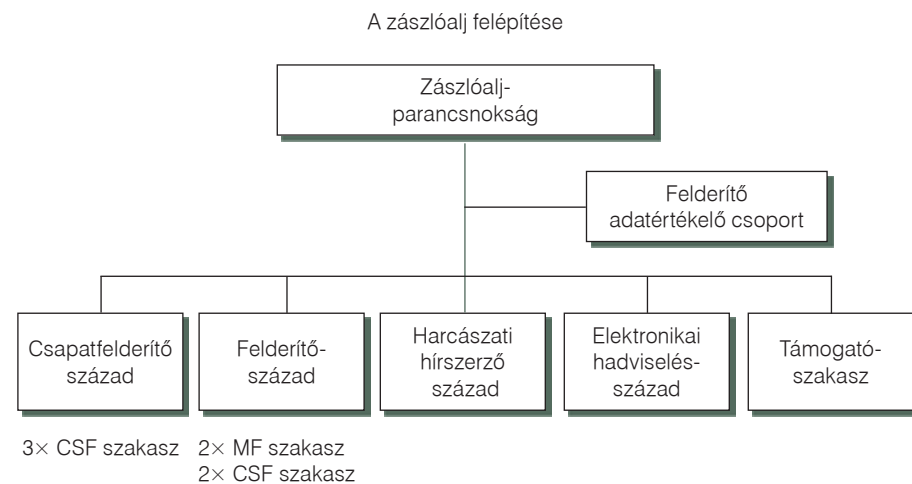 A zászlóalj felépítése
Zászlóalj-
parancsnokság
Felderítő
adatértékelő csoport
Csapatfelderítő
század
Felderítő-
század
Harcászati
hírszerző
század
Elektronikai
hadviselés-
század
Támogató-
szakasz
3× CSF szakasz
2× MF szakasz
2× CSF szakasz